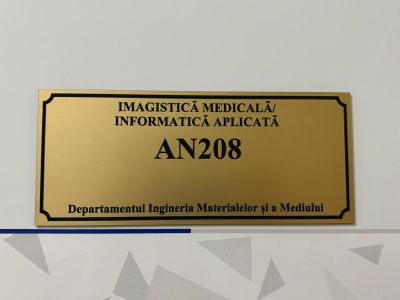 IMAGISTICĂ MEDICALĂ/
INFORMATICĂ APLICATĂ
AN208
Departamentul Ingineria Materialelor și a Mediului